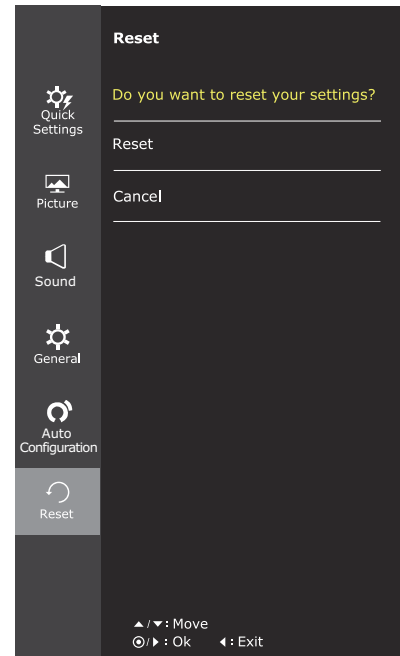 Reset
Do you want to reset your settings?
Reset
Cancel
Quick
Settings
Picture
Sound
General
Auto
Configuration
Reset
▲/▼: Move
⦿/▶: Ok ◀: Exit